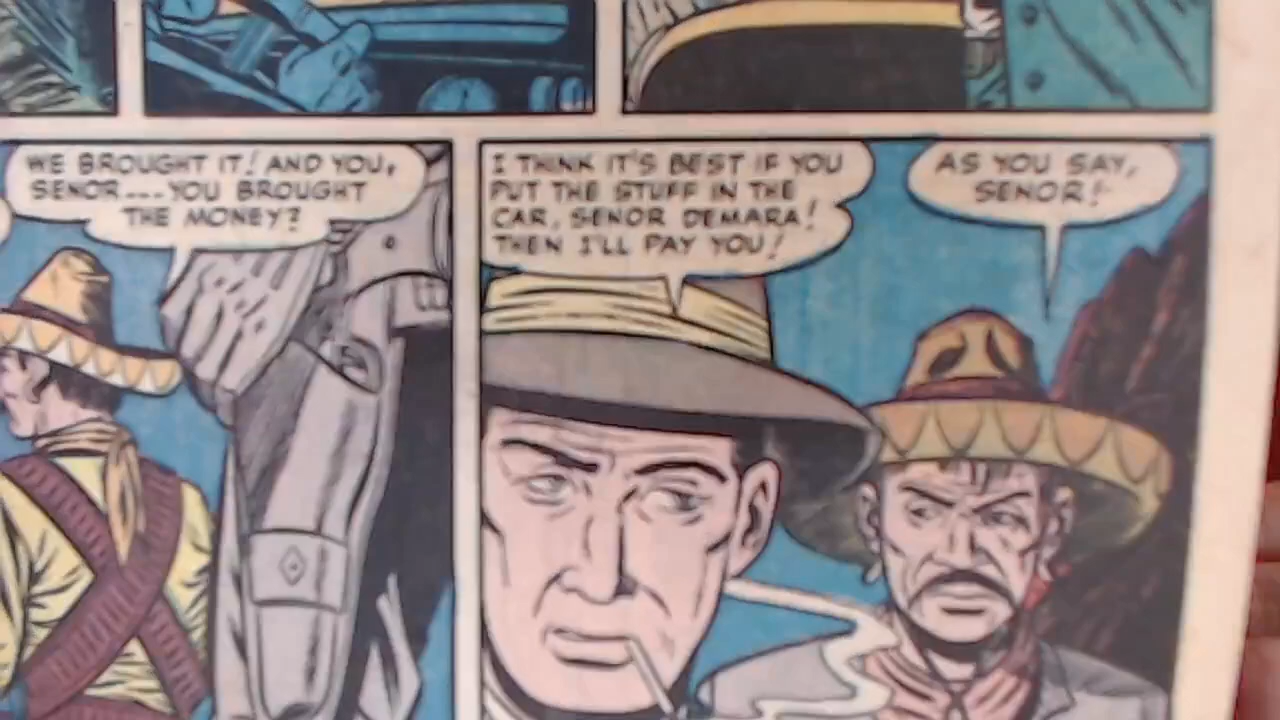 WE BROUGHT IT! AND YOU,
SENOR---YOU BROUGHT
THE MONEY?
I THINK IT'S BEST IF YOU
PUT THE STUFF IN THE
CAR, SENOR DEMARA!
THEN I'LL PAY YOU!
AS YOU SAY,
SENOR!